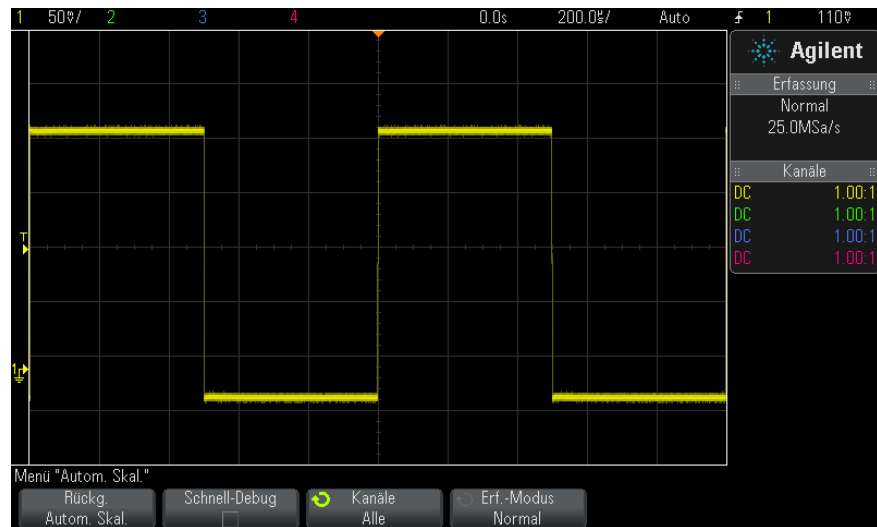 1 50V/ 2 3 4 0.0s 200.0s/ Auto 1 110V
Agilent
Erfassung
Normal
25.0MSa/s
Kanäle
DC 1.00:1
DC 1.00:1
DC 1.00:1
DC 1.00:1
T
1
Menü "Autom. Skal."
Rückg.
Autom. Skal.
Schnell-Debug
Kanäle
Alle
Erf.-Modus
Normal